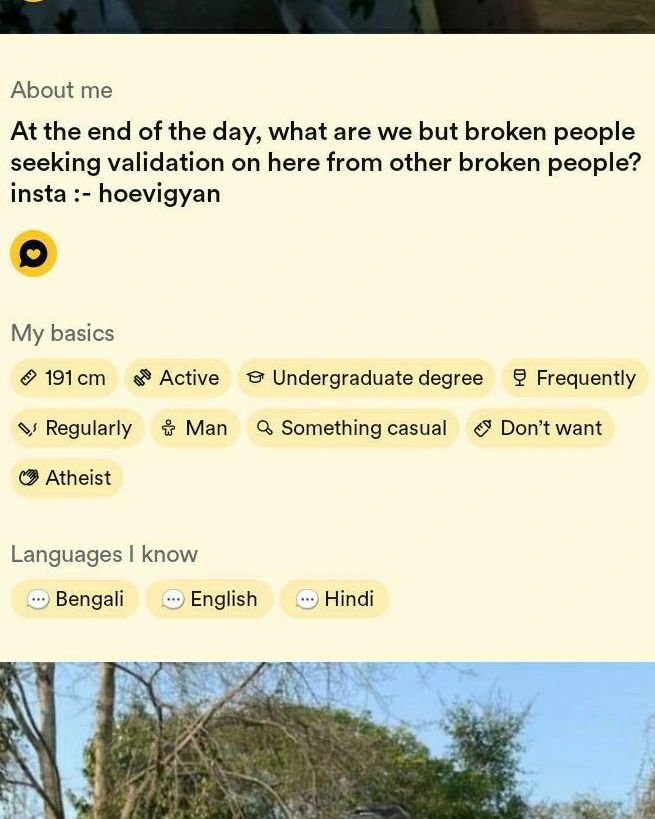 About me
At the end of the day, what are we but broken people
seeking validation on here from other broken people?
insta :- hoevigyan
My basics
191 cm Active Undergraduate degree Frequently
Regularly Man Something casual Don't want
Atheist
Languages I know
Bengali English Hindi